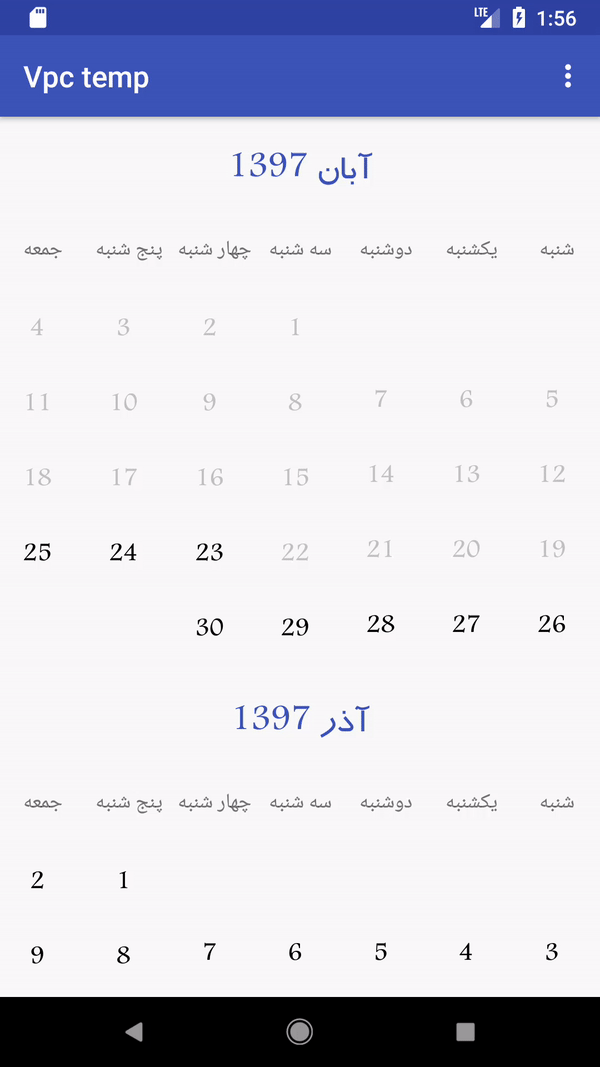 LTE 1:56
Vpc temp
آبان 1397
شنبه یکشنبه دوشنبه سه شنبه چهار شنبه پنج شنبه جمعه
1 2 3 4
5 6 7 8 9 10 11
12 13 14 15 16 17 18
19 20 21 22 23 24 25
26 27 28 29 30
آذر 1397
شنبه یکشنبه دوشنبه سه شنبه چهار شنبه پنج شنبه جمعه
1 2
3 4 5 6 7 8 9